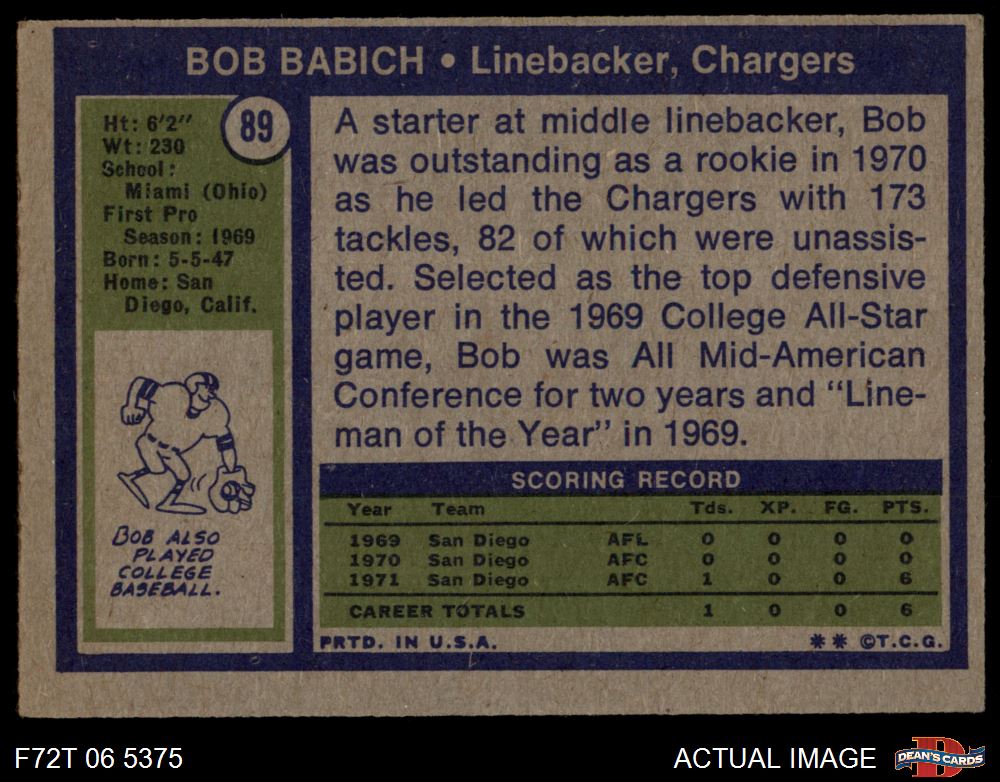 BOB BABICH • Linebacker, Chargers
89
Ht: 6'2"
Wt: 230
School:
Miami (Ohio)
First Pro
Season: 1969
Born: 5-5-47
Home: San
Diego, Calif.
BOB ALSO
PLAYED
COLLEGE
BASEBALL.
A starter at middle linebacker, Bob
was outstanding as a rookie in 1970
as he led the Chargers with 173
tackles, 82 of which were unassis-
ted. Selected as the top defensive
player in the 1969 College All-Star
game, Bob was All Mid-American
Conference for two years and "Line-
man of the Year" in 1969.
SCORING RECORD
Year Team Tds. XP. FG. PTS.
1969 San Diego AFL 0 0 0 0
1970 San Diego AFC 0 0 0 0
1971 San Diego AFC 1 0 0 6
CAREER TOTALS 1 0 0 6
PRTD. IN U.S.A. ** ©T.C.G.
F72T 06 5375 ACTUAL IMAGE D DEAN'S CARDS